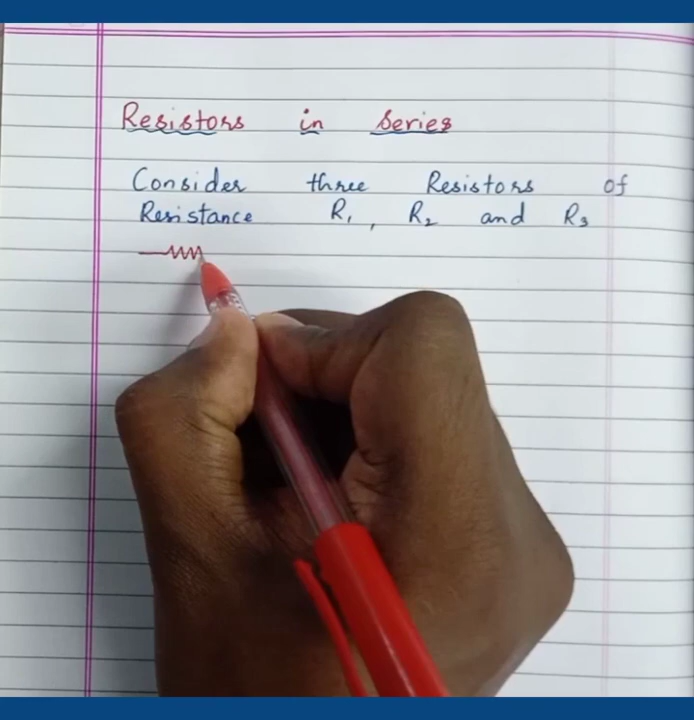 Resistors in Series
Consider three Resistors of
Resistance R₁, R₂ and R₃